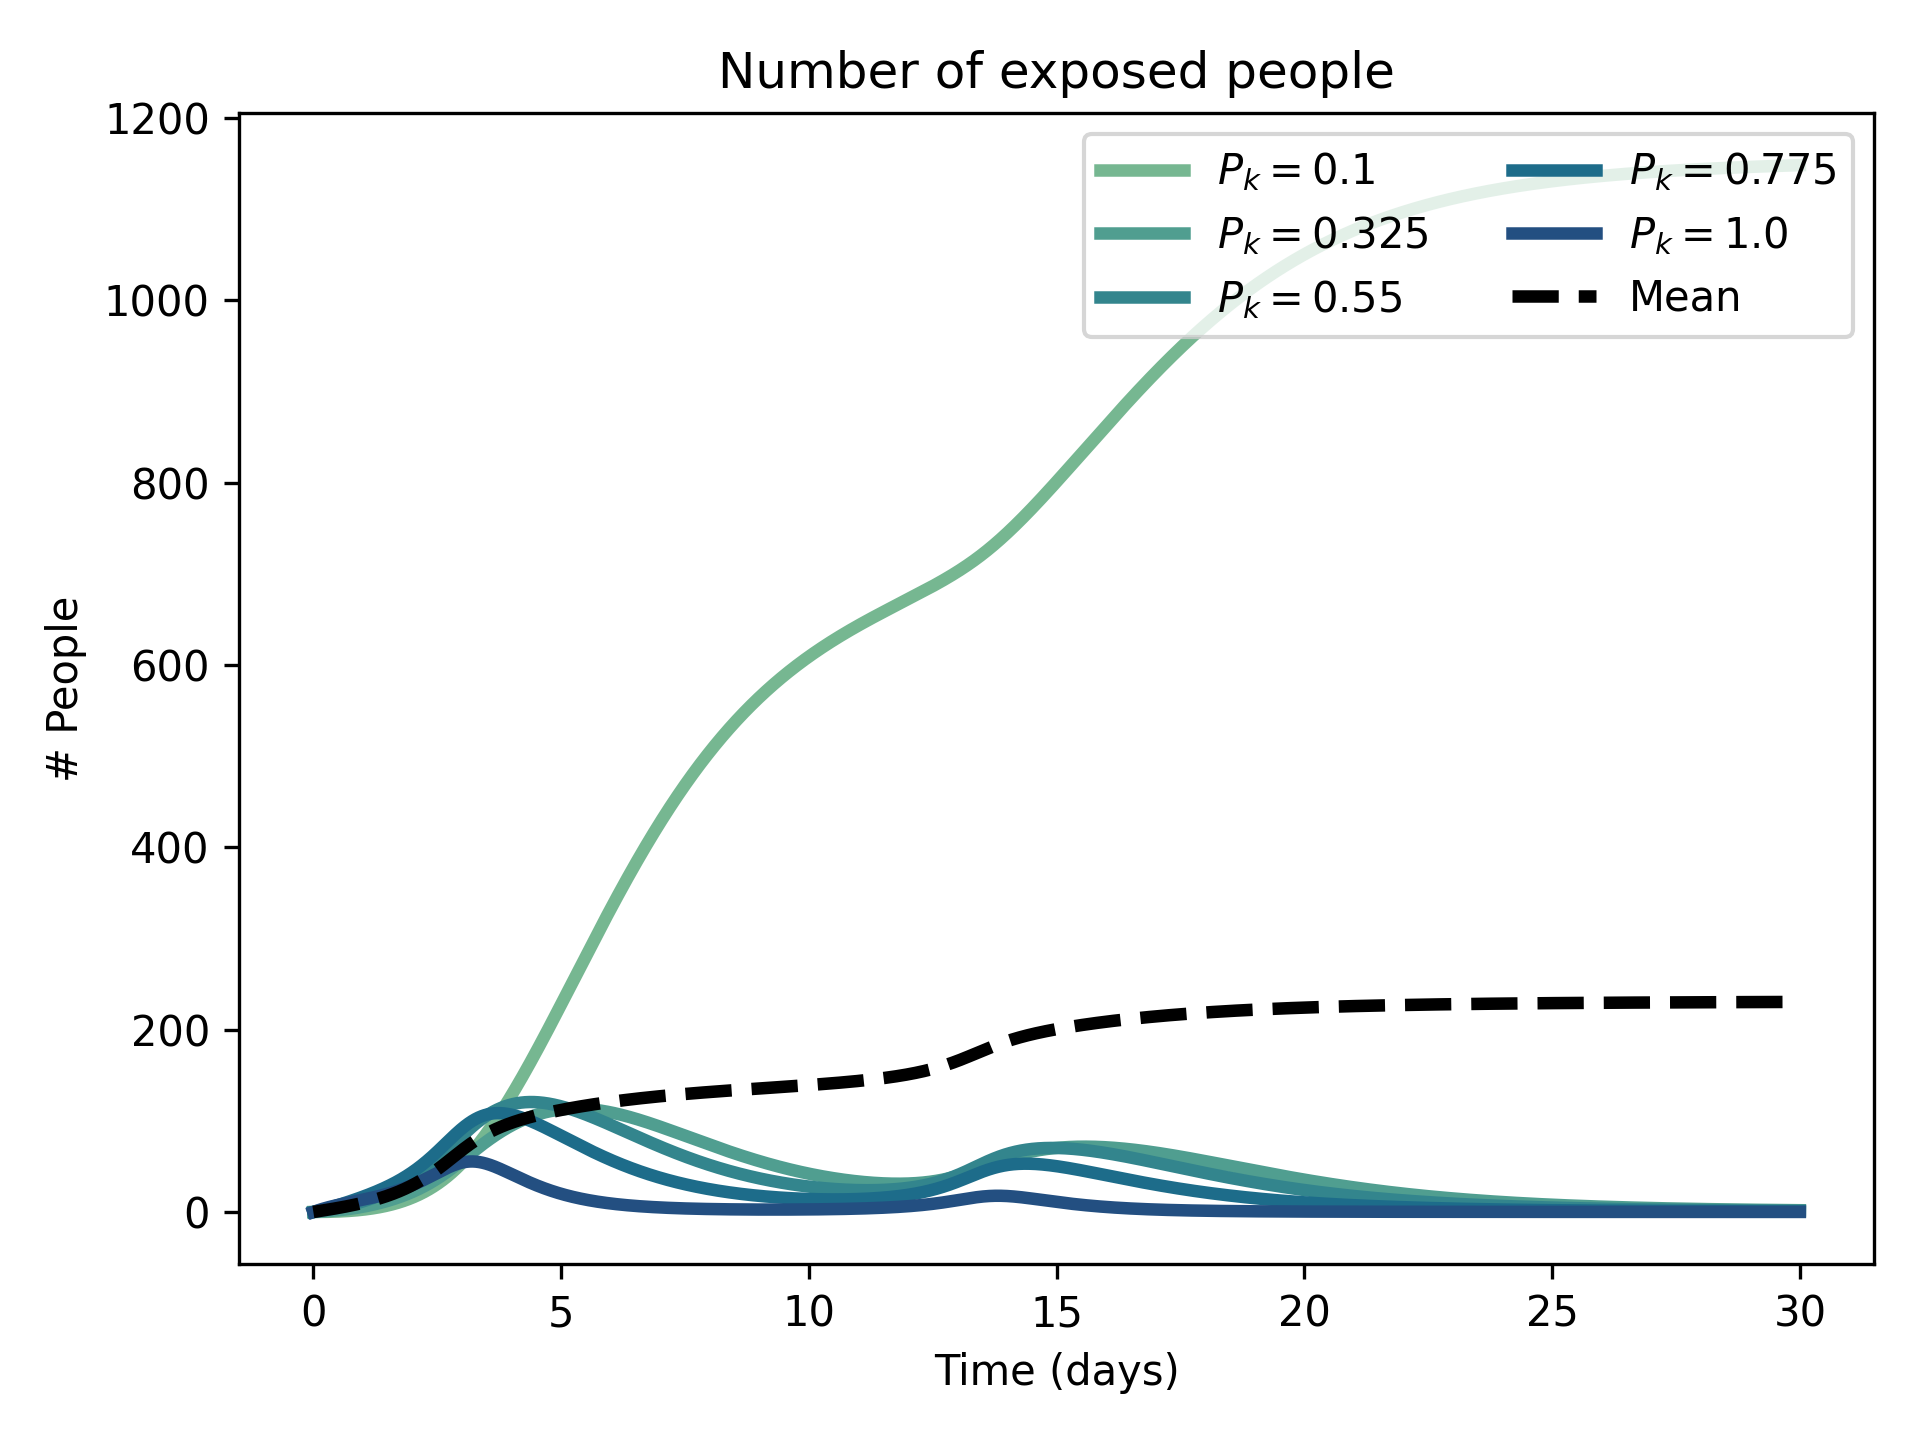 Number of exposed people
1200
1000
800
600
400
200
0
# People
P_k = 0.1
P_k = 0.325
P_k = 0.55
P_k = 0.775
P_k = 1.0
Mean
0 5 10 15 20 25 30
Time (days)